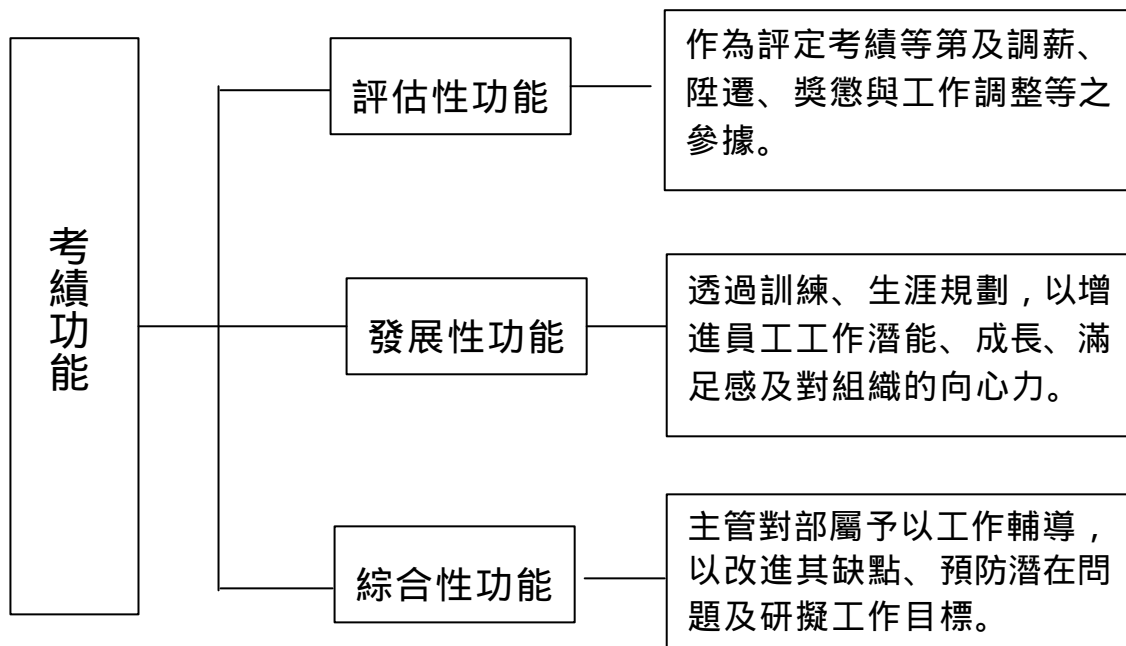 考績功能
評估性功能
作為評定考績等第及調薪、
陞遷、獎懲與工作調整等之
參據。
發展性功能
透過訓練、生涯規劃，以增
進員工工作潛能、成長、滿
足感及對組織的向心力。
綜合性功能
主管對部屬予以工作輔導，
以改進其缺點、預防潛在問
題及研擬工作目標。